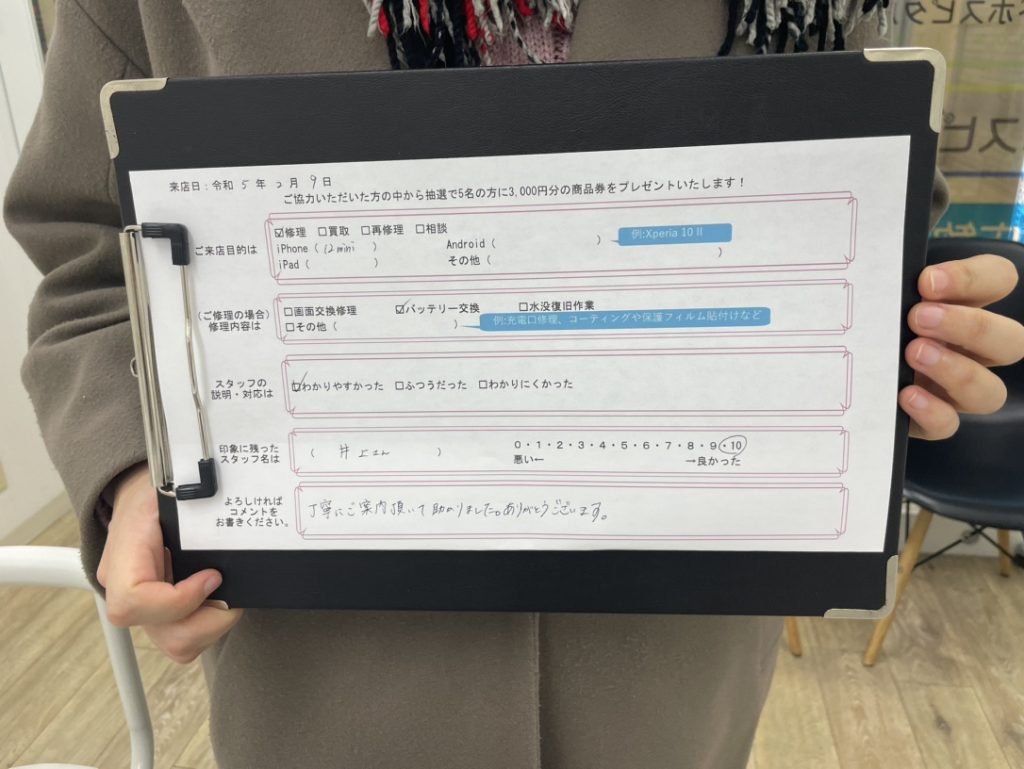 来店日：令和 5 年 2 月 9 日
ご協力いただいた方の中から抽選で5名の方に3,000円分の商品券をプレゼントいたします！
ご来店目的は
☑修理 □買取 □再修理 □相談
iPhone（ 12 mini ） Android（ ） 例:Xperia 10 II
iPad（ ） その他（ ）
（ご修理の場合）
修理内容は
□画面交換修理 ☑バッテリー交換 □水没復旧作業
□その他（ ） 例:充電口修理、コーティングや保護フィルム貼付けなど
スタッフの
説明・対応は
☑わかりやすかった □ふつうだった □わかりにくかった
印象に残った
スタッフ名は
（ 井上さん ）
0・1・2・3・4・5・6・7・8・9・10
悪い← →良かった
よろしければ
コメントを
お書きください。
丁寧にご案内頂いて助かりました。ありがとうございます。
ホスピタ
スピ